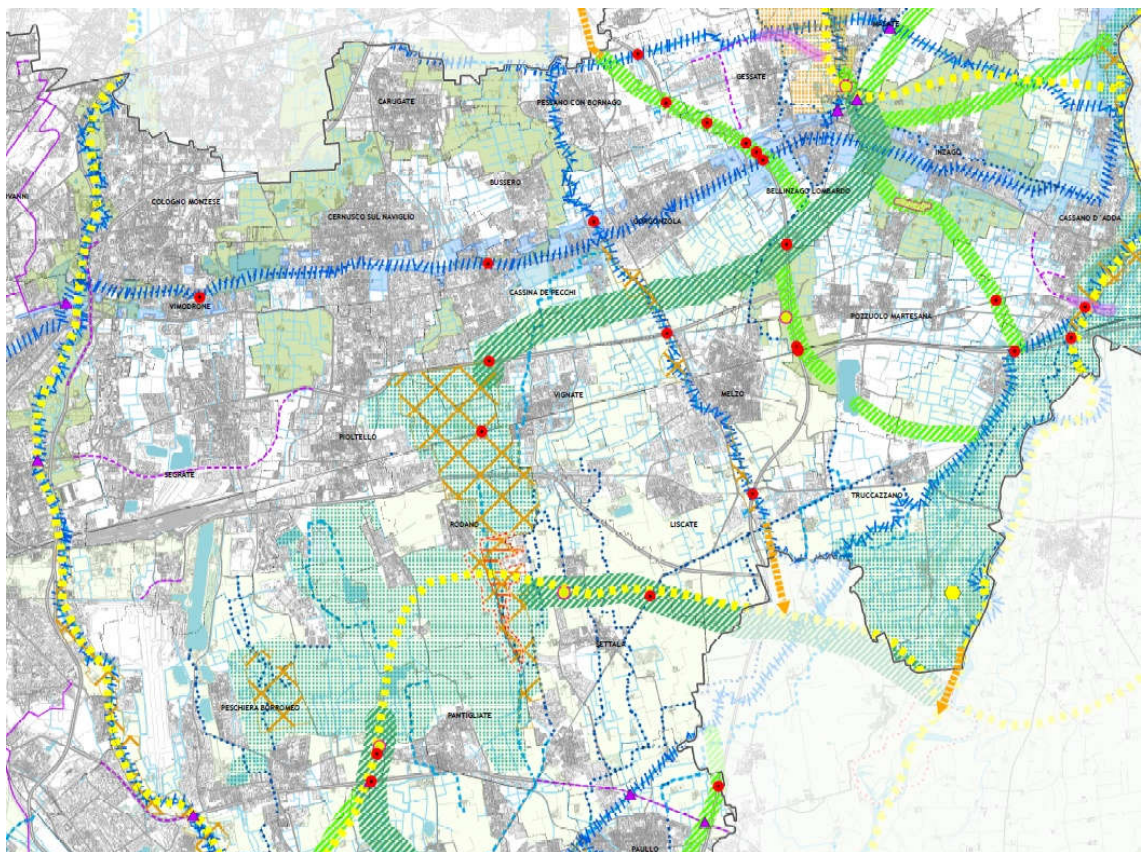 CARUGATE
GESSATE
PESSANO CON BORNAGO
INZAGO
BUSSERO
BELLINZAGO LOMBARDO
COLOGNO MONZESE
CERNUSCO SUL NAVIGLIO
GORGONZOLA
CASSANO D'ADDA
CASSINA DE PECCHI
VIMODRONE
POZZUOLO MARTESANA
VIGNATE
MELZO
PIOLTELLO
SEGRATE
TRUCCAZZANO
RODANO
LISCATE
SETTALA
PESCHIERA BORROMEO
PANTIGLIATE
PAULLO